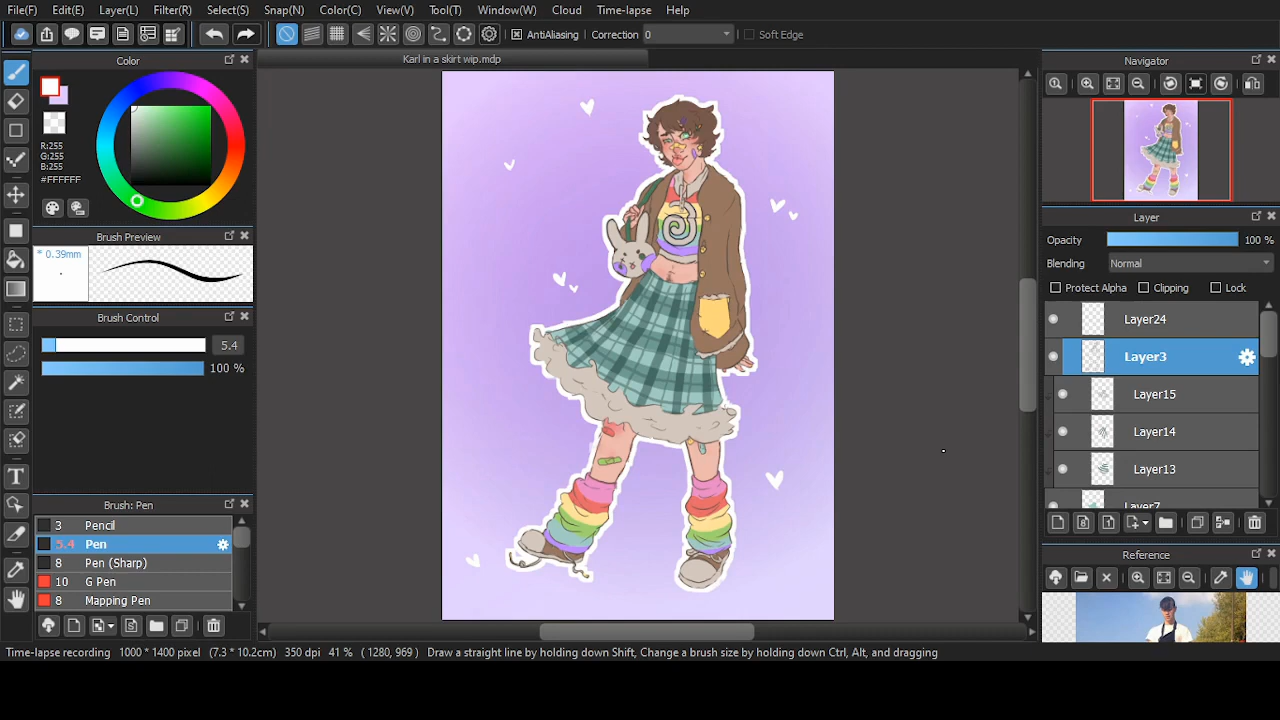 File(F) Edit(E) Layer(L) Filter(R) Select(S) Snap(N) Color(C) View(V) Tool(T) Window(W) Cloud Time-lapse Help
AntiAliasing Correction 0 Soft Edge
Color
Karl in a skirt wip.mdp
Navigator
R:255
G:255
B:255
#FFFFFF
Brush Preview
* 0.39mm
Brush Control
5.4
100 %
Brush: Pen
3 Pencil
5.4 Pen
8 Pen (Sharp)
10 G Pen
8 Mapping Pen
Layer
Opacity 100 %
Blending Normal
Protect Alpha Clipping Lock
Layer24
Layer3
Layer15
Layer14
Layer13
Layer7
Reference
Time-lapse recording 1000 * 1400 pixel (7.3 * 10.2cm) 350 dpi 41 % ( 1280, 969 ) Draw a straight line by holding down Shift, Change a brush size by holding down Ctrl, Alt, and dragging